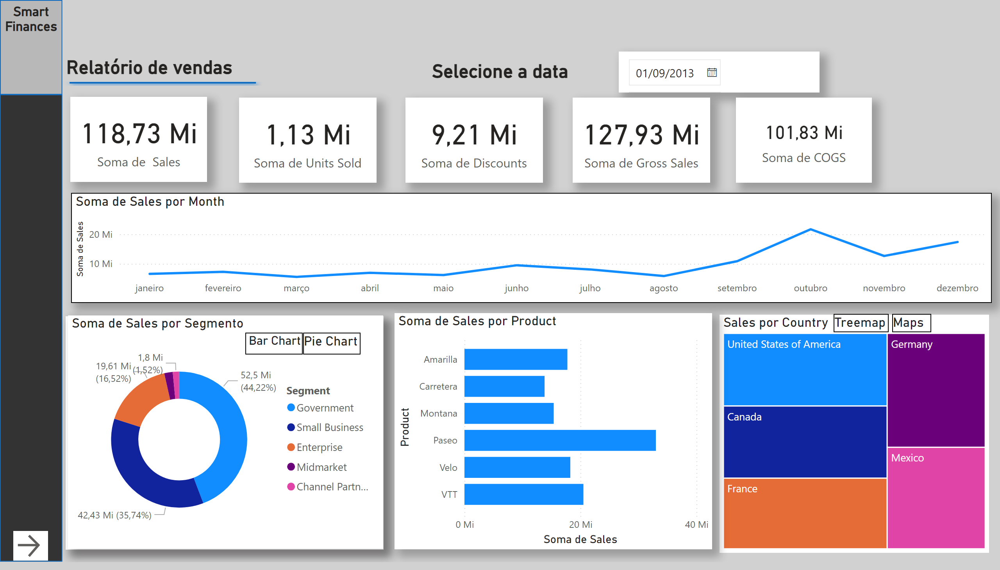 Smart
Finances
Relatório de vendas
Selecione a data
01/09/2013
118,73 Mi
Soma de  Sales
1,13 Mi
Soma de Units Sold
9,21 Mi
Soma de Discounts
127,93 Mi
Soma de Gross Sales
101,83 Mi
Soma de COGS
Soma de Sales por Month
Soma de Sales
20 Mi
10 Mi
janeiro
fevereiro
março
abril
maio
junho
julho
agosto
setembro
outubro
novembro
dezembro
Soma de Sales por Segmento
Bar Chart
Pie Chart
1,8 Mi
(1,52%)
19,61 Mi
(16,52%)
52,5 Mi
(44,22%)
42,43 Mi (35,74%)
Segment
Government
Small Business
Enterprise
Midmarket
Channel Partn...
Soma de Sales por Product
Product
Amarilla
Carretera
Montana
Paseo
Velo
VTT
0 Mi
20 Mi
40 Mi
Soma de Sales
Sales por Country
Treemap
Maps
United States of America
Canada
France
Germany
Mexico